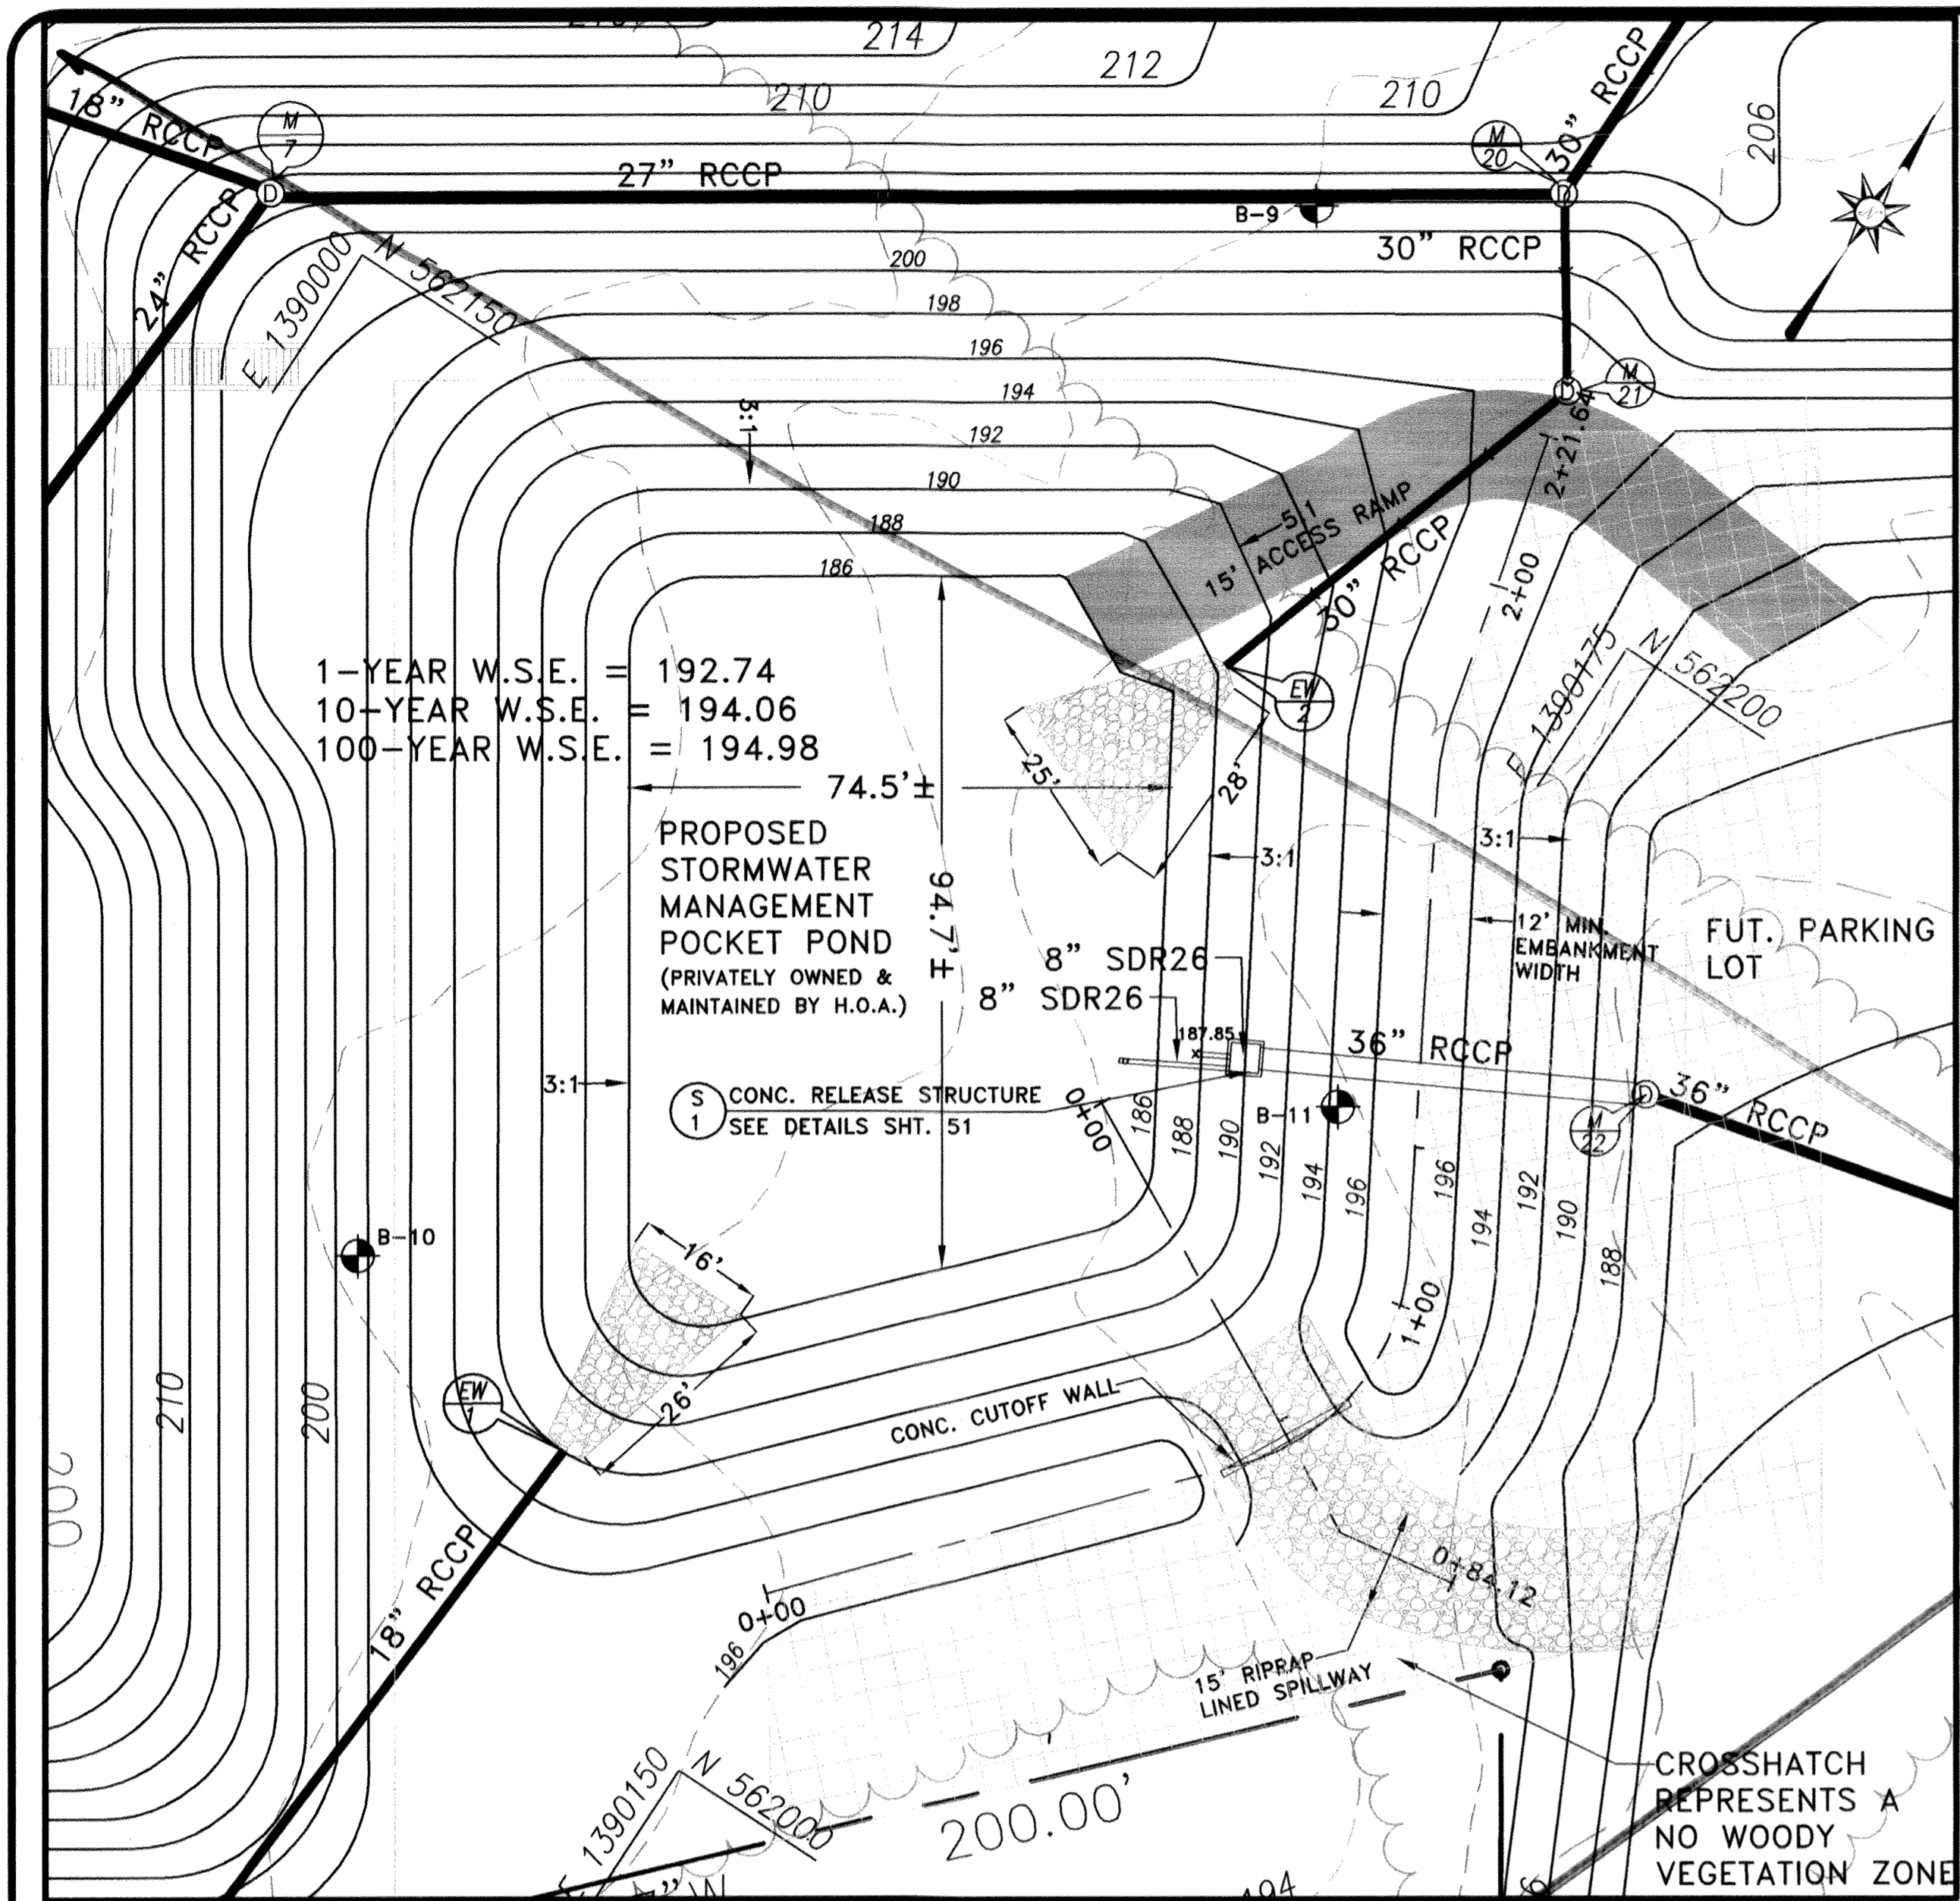 214
212
210
210
206
18” RCCP
M
7
27” RCCP
M
20
30” RCCP
B-9
30” RCCP
24” RCCP
E 1390000
N 562150
200
198
196
194
192
190
188
186
3:1
M
21
2+21.64
5:1
15' ACCESS RAMP
30” RCCP
2+00
E 1390175
N 562200
1-YEAR W.S.E. = 192.74
10-YEAR W.S.E. = 194.06
100-YEAR W.S.E. = 194.98
EW
2
25'
28'
74.5'±
94.7'±
PROPOSED
STORMWATER
MANAGEMENT
POCKET POND
(PRIVATELY OWNED &
MAINTAINED BY H.O.A.)
3:1
3:1
12' MIN.
EMBANKMENT
WIDTH
FUT. PARKING
LOT
8” SDR26
8” SDR26
187.85
36” RCCP
36” RCCP
3:1
S
1
CONC. RELEASE STRUCTURE
SEE DETAILS SHT. 51
0+00
B-11
M
22
186
188
190
192
194
196
196
194
192
190
188
B-10
16'
26'
1+00
EW
1
CONC. CUTOFF WALL
210
200
200
18” RCCP
0+00
196
0+84.12
15' RIPRAP
LINED SPILLWAY
CROSSHATCH
REPRESENTS A
NO WOODY
VEGETATION ZONE
E 1390150
N 562000
200.00'
194